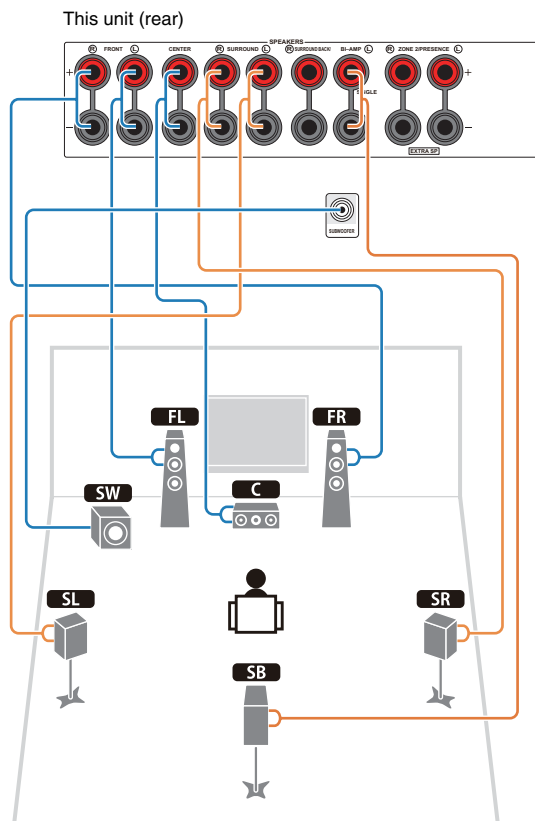 This unit (rear)
SPEAKERS
R FRONT L CENTER R SURROUND L R SURROUND BACK/ BI-AMP L R ZONE 2/PRESENCE L
+ +
SINGLE
– –
EXTRA SP
SUBWOOFER
FL FR
SW C
SL SR
SB